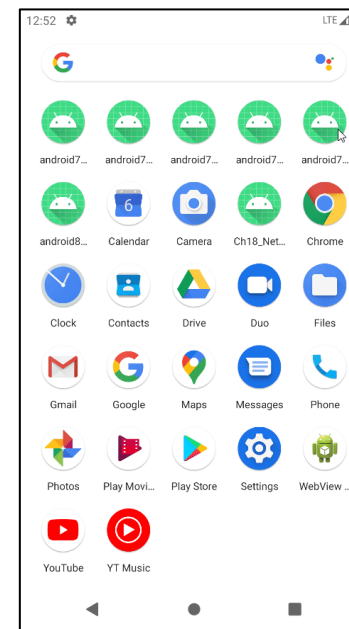 12:52 LTE
G
android7... android7... android7... android7... android7...
android8... Calendar Camera Ch18_Net... Chrome
6
Clock Contacts Drive Duo Files
Gmail Google Maps Messages Phone
Photos Play Movi... Play Store Settings WebView ...
YouTube YT Music